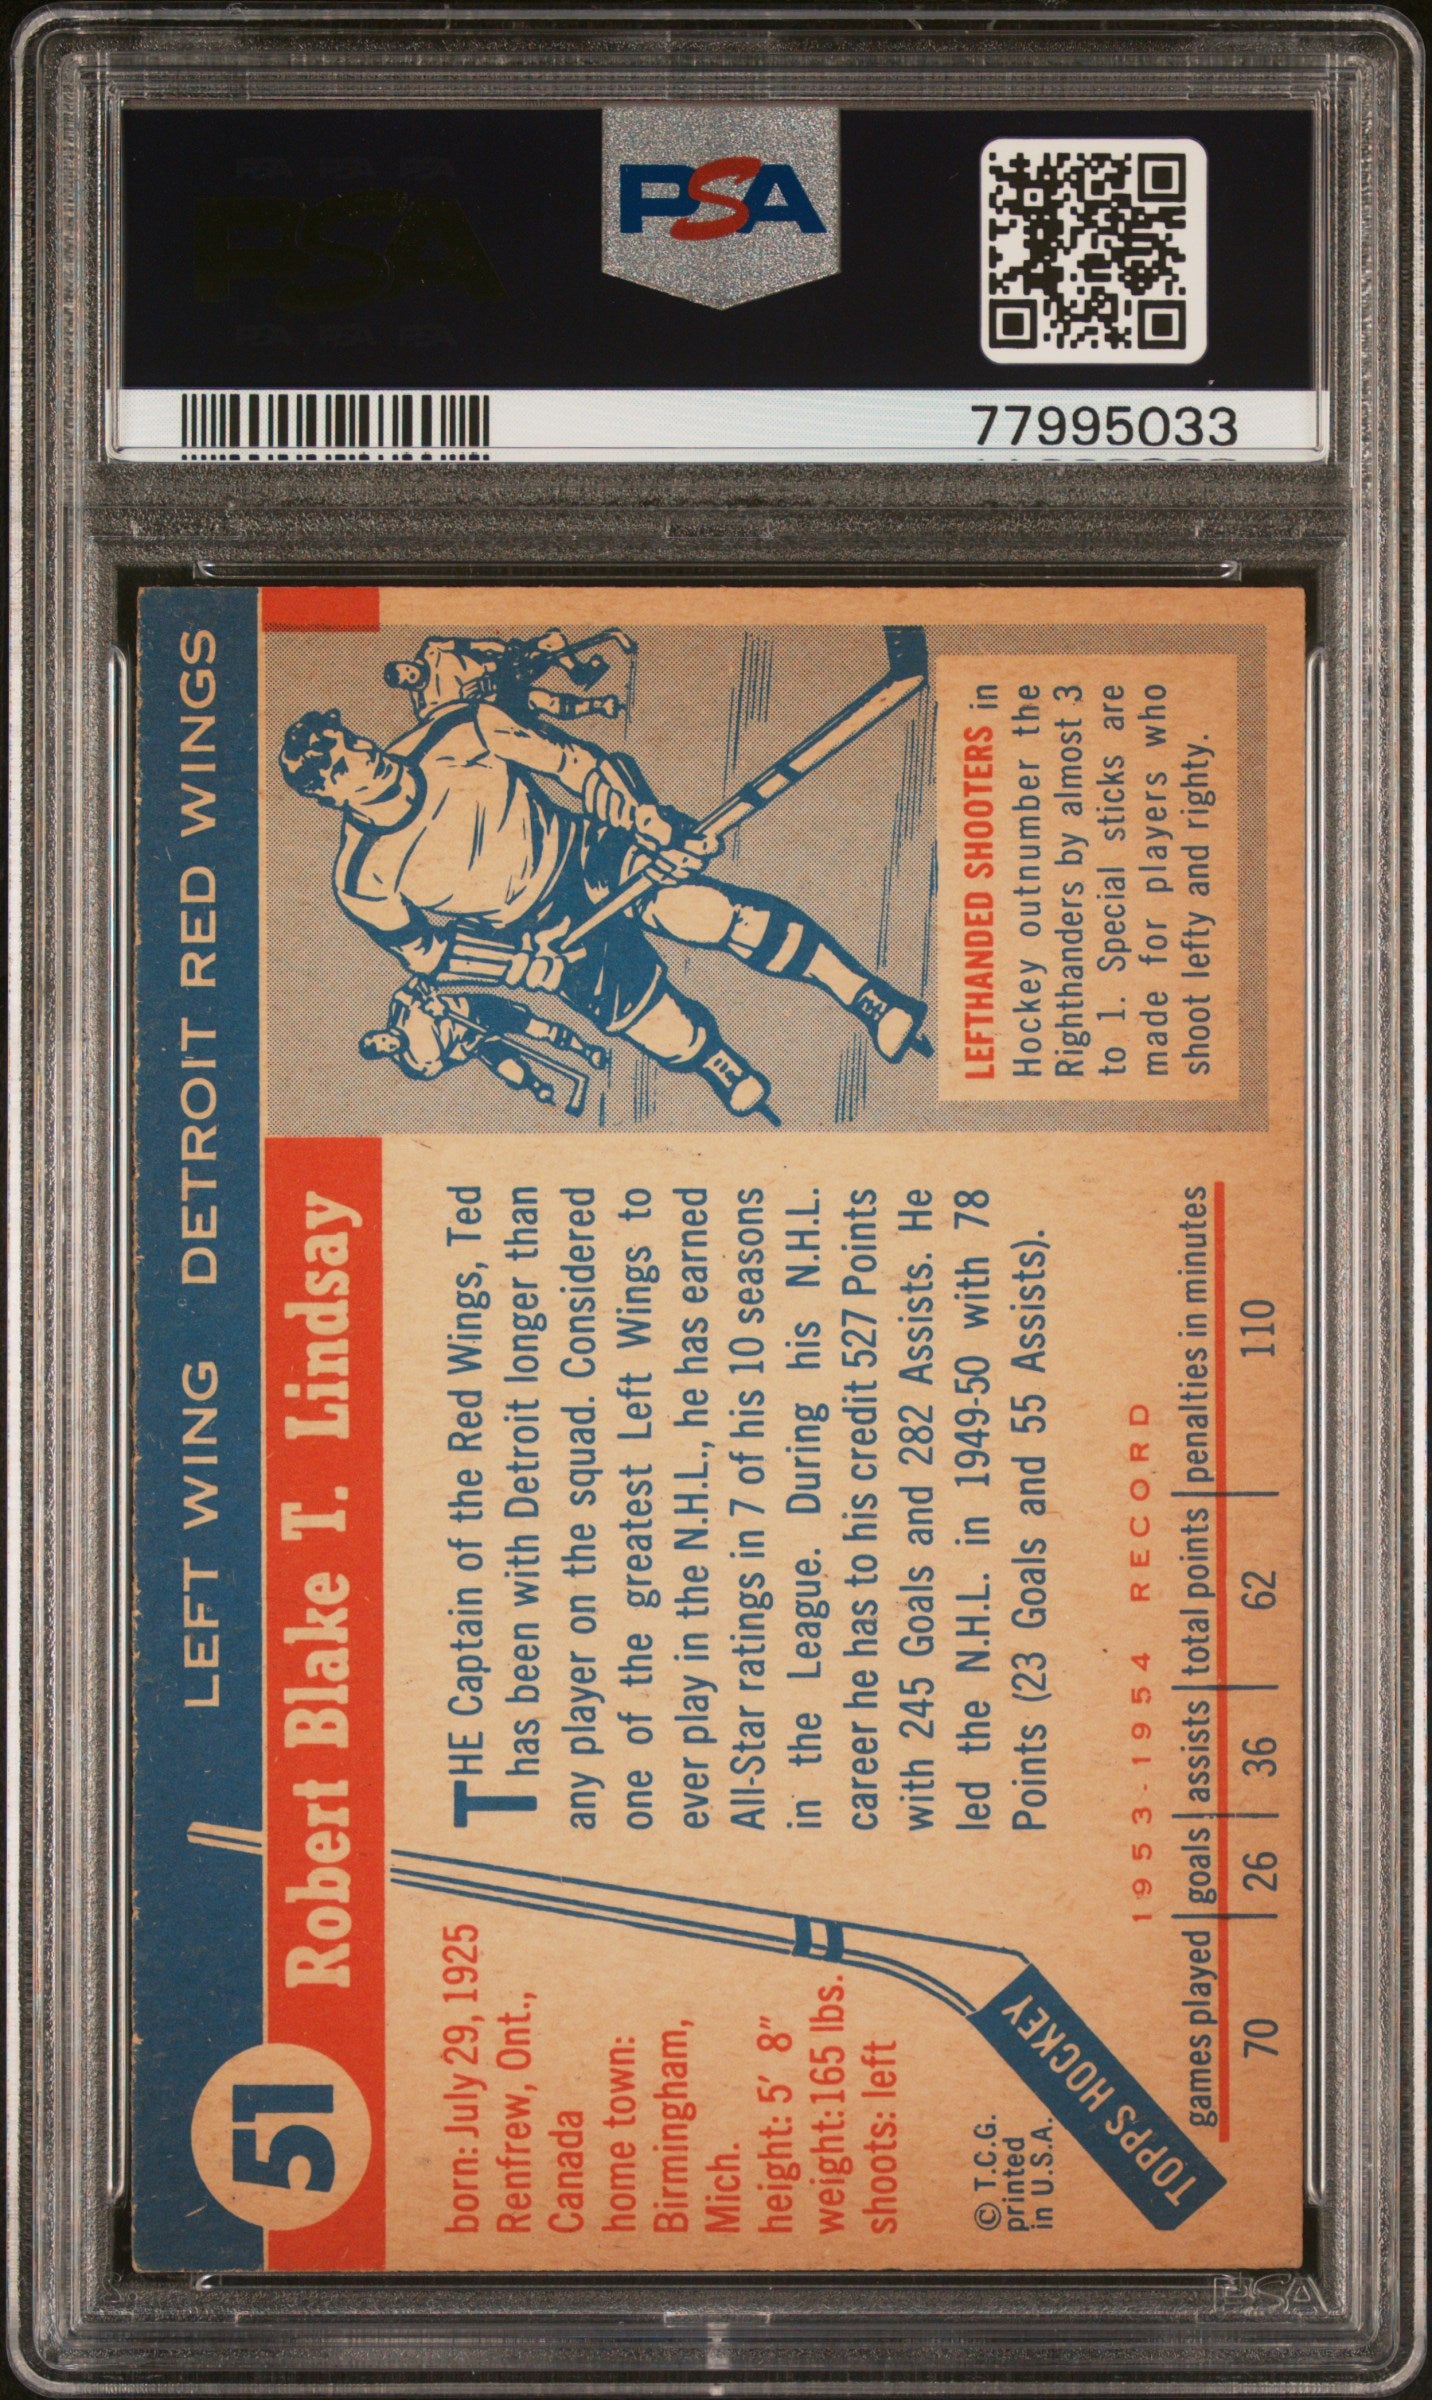 PSA
77995033
LEFT WING DETROIT RED WINGS
51
Robert Blake T. Lindsay
born: July 29, 1925
Renfrew, Ont.,
Canada
home town:
Birmingham,
Mich.
height: 5' 8"
weight: 165 lbs.
shoots: left
© T.C.G.
printed
in U.S.A.
TOPPS HOCKEY
THE Captain of the Red Wings, Ted
has been with Detroit longer than
any player on the squad. Considered
one of the greatest Left Wings to
ever play in the N.H.L., he has earned
All-Star ratings in 7 of his 10 seasons
in the League. During his N.H.L.
career he has to his credit 527 Points
with 245 Goals and 282 Assists. He
led the N.H.L. in 1949-50 with 78
Points (23 Goals and 55 Assists).
LEFTHANDED SHOOTERS in
Hockey outnumber the
Righthanders by almost 3
to 1. Special sticks are
made for players who
shoot lefty and righty.
1953-1954 RECORD
games played goals assists total points penalties in minutes
70 26 36 62 110
PSA